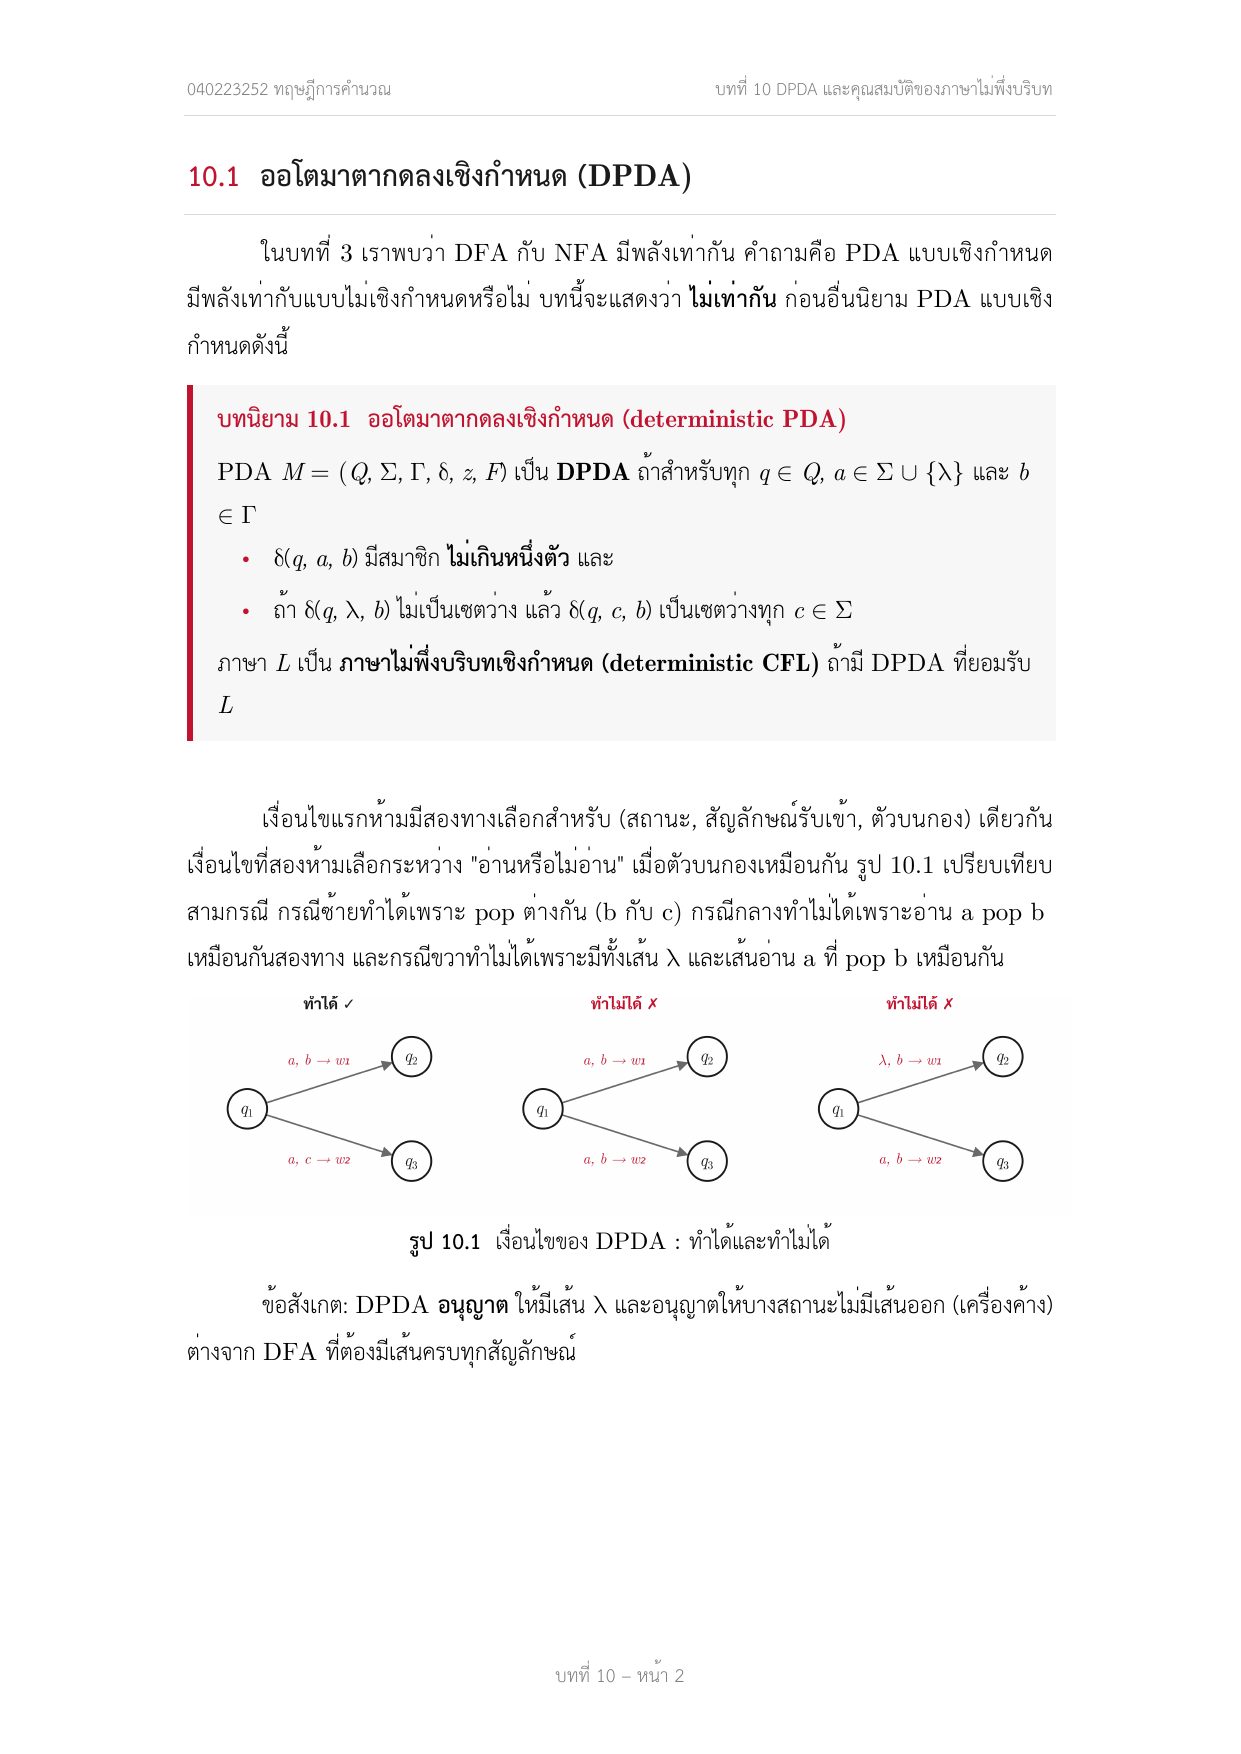 040223252 ทฤษฎีการคำนวณ
บทที่ 10 DPDA และคุณสมบัติของภาษาไม่พึ่งบริบท
10.1 ออโตมาตากดลงเชิงกำหนด (DPDA)
ในบทที่ 3 เราพบว่า DFA กับ NFA มีพลังเท่ากัน คำถามคือ PDA แบบเชิงกำหนด
มีพลังเท่ากับแบบไม่เชิงกำหนดหรือไม่ บทนี้จะแสดงว่า ไม่เท่ากัน ก่อนอื่นนิยาม PDA แบบเชิง
กำหนดดังนี้
บทนิยาม 10.1 ออโตมาตากดลงเชิงกำหนด (deterministic PDA)
PDA M = (Q, Σ, Γ, δ, z, F) เป็น DPDA ถ้าสำหรับทุก q ∈ Q, a ∈ Σ ∪ {λ} และ b
∈ Γ
• δ(q, a, b) มีสมาชิก ไม่เกินหนึ่งตัว และ
• ถ้า δ(q, λ, b) ไม่เป็นเซตว่าง แล้ว δ(q, c, b) เป็นเซตว่างทุก c ∈ Σ
ภาษา L เป็น ภาษาไม่พึ่งบริบทเชิงกำหนด (deterministic CFL) ถ้ามี DPDA ที่ยอมรับ
L
เงื่อนไขแรกห้ามมีสองทางเลือกสำหรับ (สถานะ, สัญลักษณ์รับเข้า, ตัวบนกอง) เดียวกัน
เงื่อนไขที่สองห้ามเลือกระหว่าง "อ่านหรือไม่อ่าน" เมื่อตัวบนกองเหมือนกัน รูป 10.1 เปรียบเทียบ
สามกรณี กรณีซ้ายทำได้เพราะ pop ต่างกัน (b กับ c) กรณีกลางทำไม่ได้เพราะอ่าน a pop b
เหมือนกันสองทาง และกรณีขวาทำไม่ได้เพราะมีทั้งเส้น λ และเส้นอ่าน a ที่ pop b เหมือนกัน
ทำได้ ✓
a, b → w1
q1
q2
a, c → w2
q3
ทำไม่ได้ ✗
a, b → w1
q1
q2
a, b → w2
q3
ทำไม่ได้ ✗
λ, b → w1
q1
q2
a, b → w2
q3
รูป 10.1 เงื่อนไขของ DPDA : ทำได้และทำไม่ได้
ข้อสังเกต: DPDA อนุญาต ให้มีเส้น λ และอนุญาตให้บางสถานะไม่มีเส้นออก (เครื่องค้าง)
ต่างจาก DFA ที่ต้องมีเส้นครบทุกสัญลักษณ์
บทที่ 10 – หน้า 2